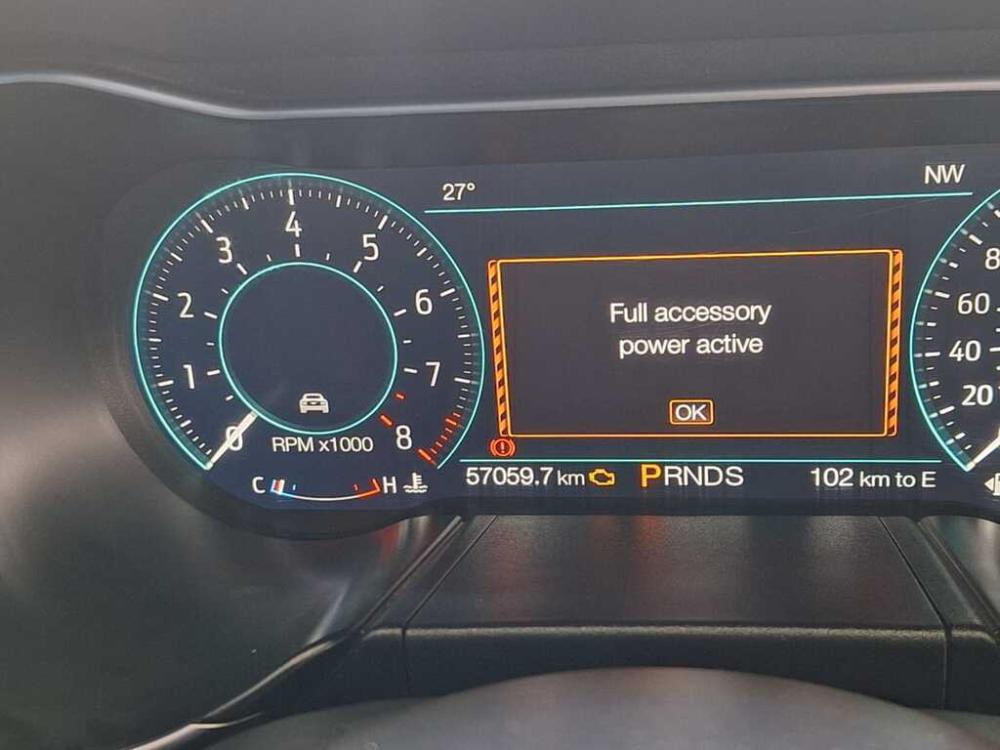 27°
NW
4
3
5
2
6
1
7
0
8
RPM x1000
C
H
Full accessory
power active
OK
57059.7 km
PRNDS
102 km to E
8
60
40
20